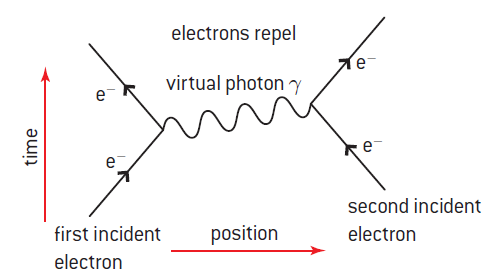 electrons repel
virtual photon γ
e⁻
e⁻
e⁻
e⁻
time
first incident
electron
position
second incident
electron